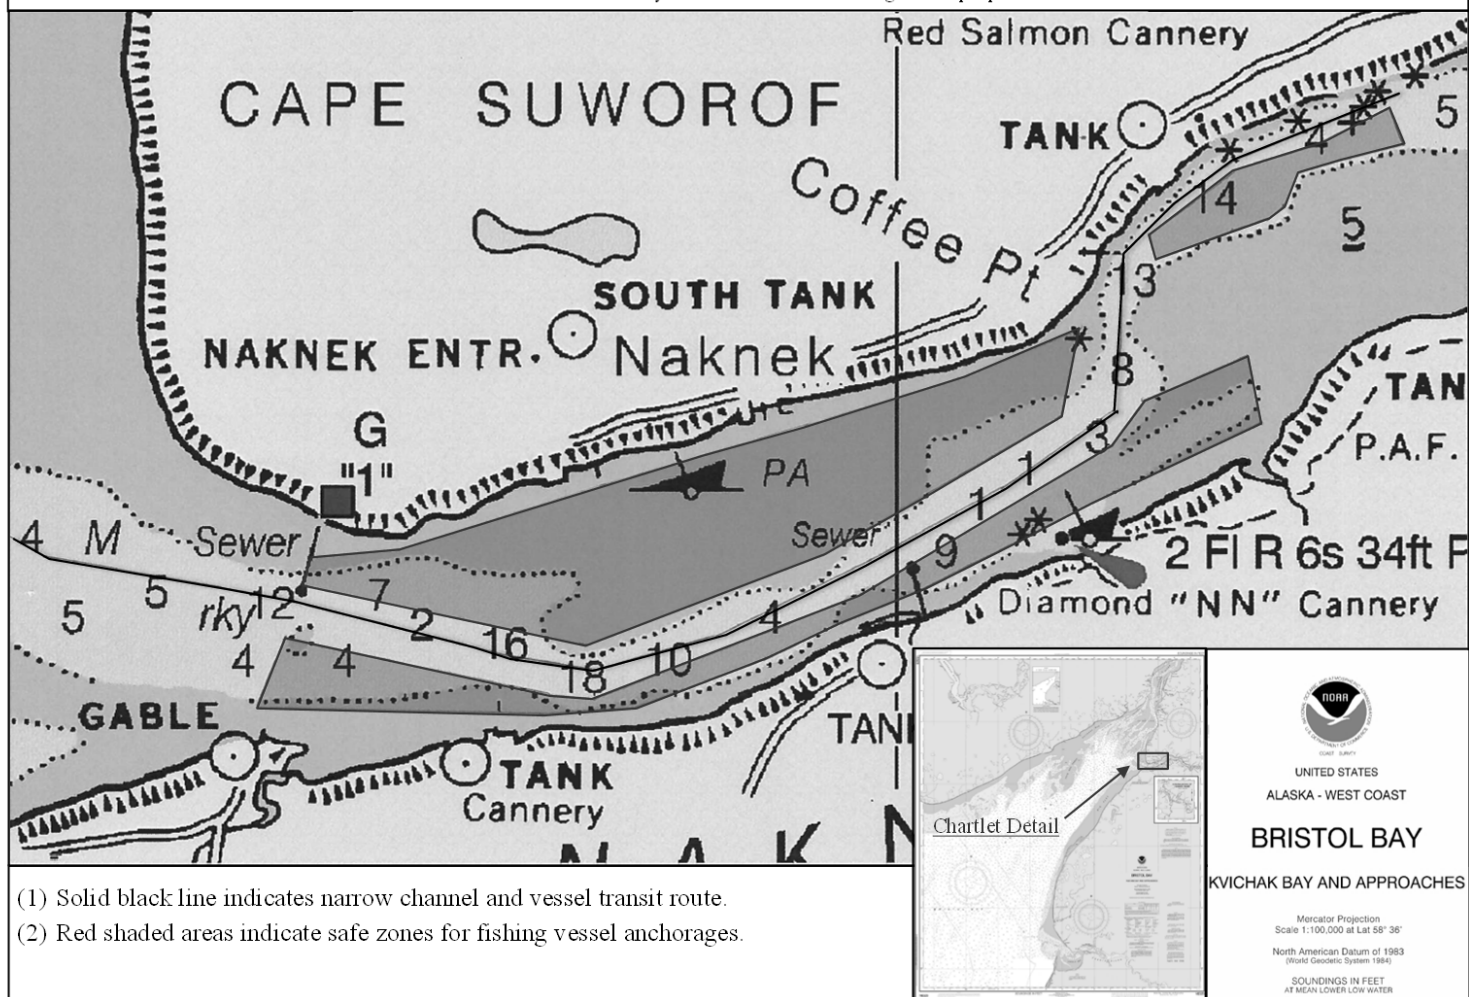 Red Salmon Cannery
CAPE SUWOROF
TANK
5
4
14
5
Coffee Pt
13
SOUTH TANK
NAKNEK ENTR.
Naknek
8
TAN
G
"1"
3
P.A.F.
PA
1
1
4
M
Sewer
Sewer
9
2 Fl R 6s 34ft
5
12
7
Diamond "NN" Cannery
5
rky
2
4
16
4
4
18
10
GABLE
TAN
TANK
Cannery
N A K N
Chartlet Detail
NOAA
UNITED STATES
ALASKA - WEST COAST
BRISTOL BAY
KVICHAK BAY AND APPROACHES
Mercator Projection
Scale 1:100,000 at Lat 58° 36'
North American Datum of 1983
(World Geodetic System 1984)
SOUNDINGS IN FEET
AT MEAN LOWER LOW WATER
(1) Solid black line indicates narrow channel and vessel transit route.
(2) Red shaded areas indicate safe zones for fishing vessel anchorages.